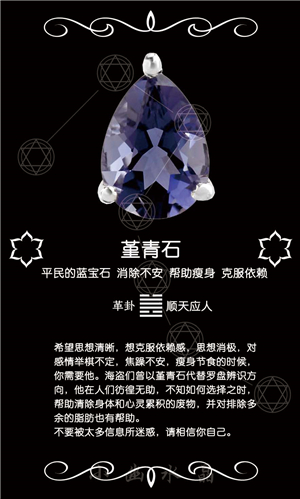 堇青石
平民的蓝宝石 消除不安 帮助瘦身 克服依赖
革卦 顺天应人
希望思想清晰，想克服依赖感，思想消极，对
感情举棋不定，焦躁不安，瘦身节食的时候，
你需要他。海盗们曾以堇青石代替罗盘辨识方
向，他在人们彷徨无助，不知如何选择之时，
帮助清除身体和心灵累积的废物，并对排除多
余的脂肪也有帮助。
不要被太多信息所迷惑，请相信你自己。